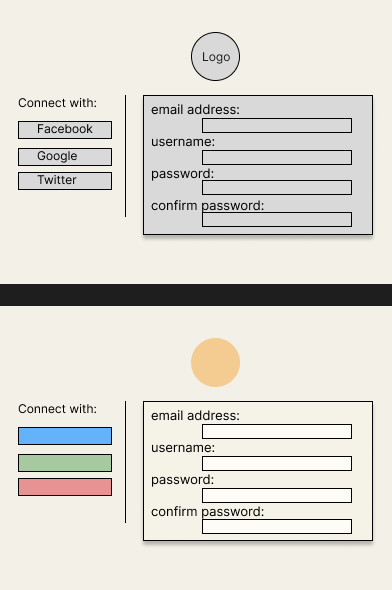 Logo
Connect with:
Facebook
Google
Twitter
email address:
username:
password:
confirm password:
Connect with:
email address:
username:
password:
confirm password: